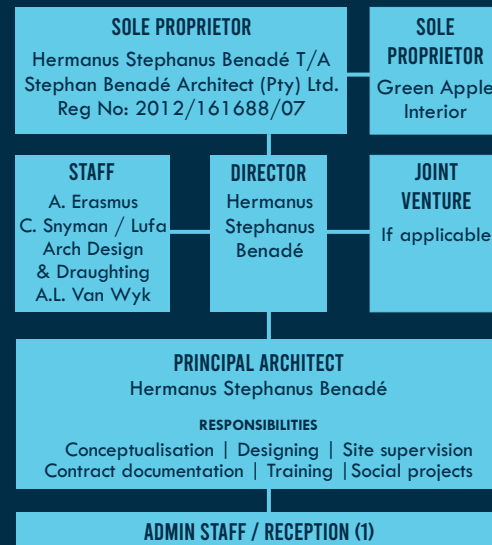 SOLE PROPRIETOR
Hermanus Stephanus Benadé T/A
Stephan Benadé Architect (Pty) Ltd.
Reg No: 2012/161688/07
SOLE
PROPRIETOR
Green Apple
Interior
STAFF
A. Erasmus
C. Snyman / Lufa
Arch Design
& Draughting
A.L. Van Wyk
DIRECTOR
Hermanus
Stephanus
Benadé
JOINT
VENTURE
If applicable
PRINCIPAL ARCHITECT
Hermanus Stephanus Benadé
RESPONSIBILITIES
Conceptualisation | Designing | Site supervision
Contract documentation | Training | Social projects
ADMIN STAFF / RECEPTION (1)